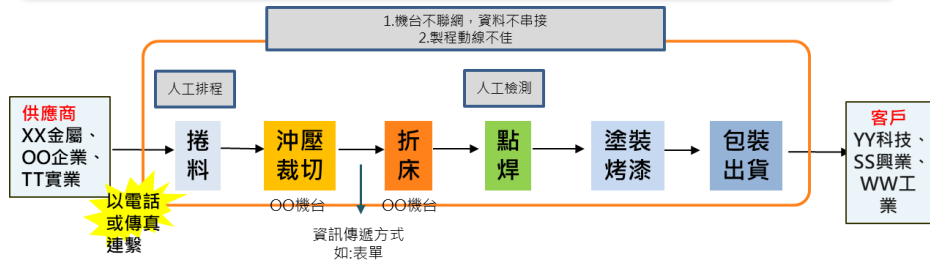 1.機台不聯網，資料不串接
2.製程動線不佳
人工排程
人工檢測
供應商
XX金屬、
OO企業、
TT實業
捲
料
沖壓
裁切
折
床
點
焊
塗裝
烤漆
包裝
出貨
客戶
YY科技、
SS興業、
WW工
業
以電話
或傳真
連繫
OO機台
OO機台
資訊傳遞方式
如:表單